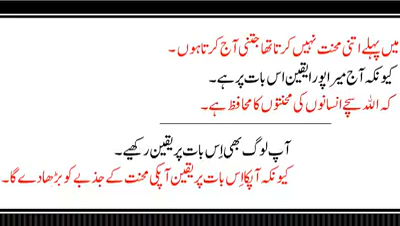 میں پہلے اتنی محنت نہیں کرتا تھا جتنی آج کرتا ہوں ۔
کیونکہ آج میرا پورا یقین اس بات پر ہے۔
کہ اللہ سچے انسانوں کی محنتوں کا محافظ ہے۔
آپ لوگ بھی اِس بات پر یقین رکھیے۔
کیونکہ آپکا اِس بات پر یقین آپکی محنت کے جذبے کو بڑھا دے گا۔